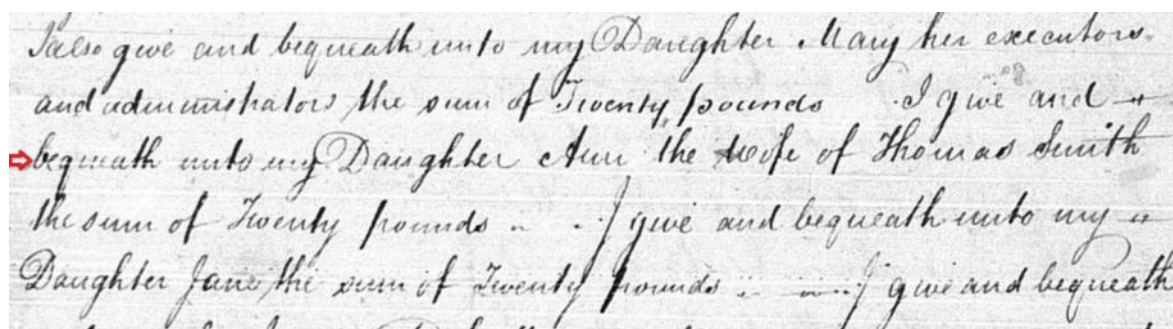 I also give and bequeath unto my Daughter Mary her executors
and administrators the sum of Twenty pounds I give and
bequeath unto my Daughter Ann the wife of Thomas Smith
the sum of Twenty pounds I give and bequeath unto my
Daughter Jane the sum of Twenty pounds I give and bequeath